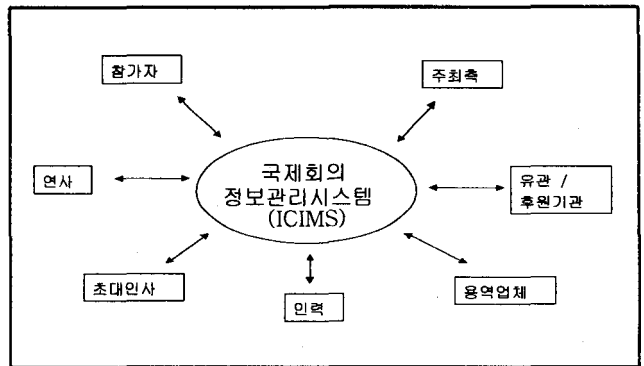 참가자
주최측
연사
국제회의
정보관리시스템
(ICIMS)
유관 /
후원기관
초대인사
인력
용역업체